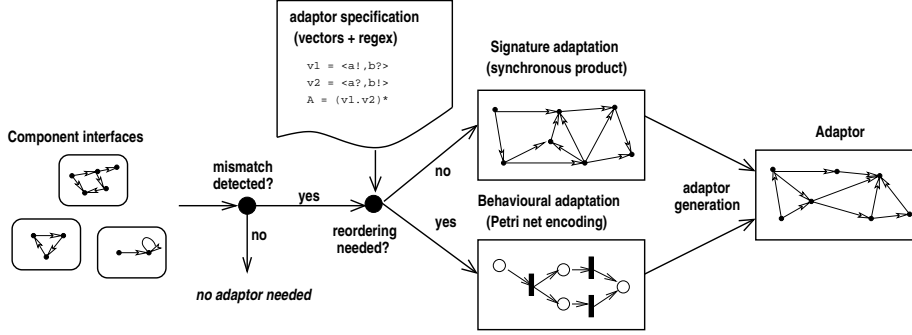 adaptor specification
(vectors + regex)
v1 = <a!,b?>
v2 = <a?,b!>
A = (v1.v2)*
Component interfaces
mismatch
detected?
yes
no
no adaptor needed
reordering
needed?
no
yes
Signature adaptation
(synchronous product)
Behavioural adaptation
(Petri net encoding)
adaptor
generation
Adaptor